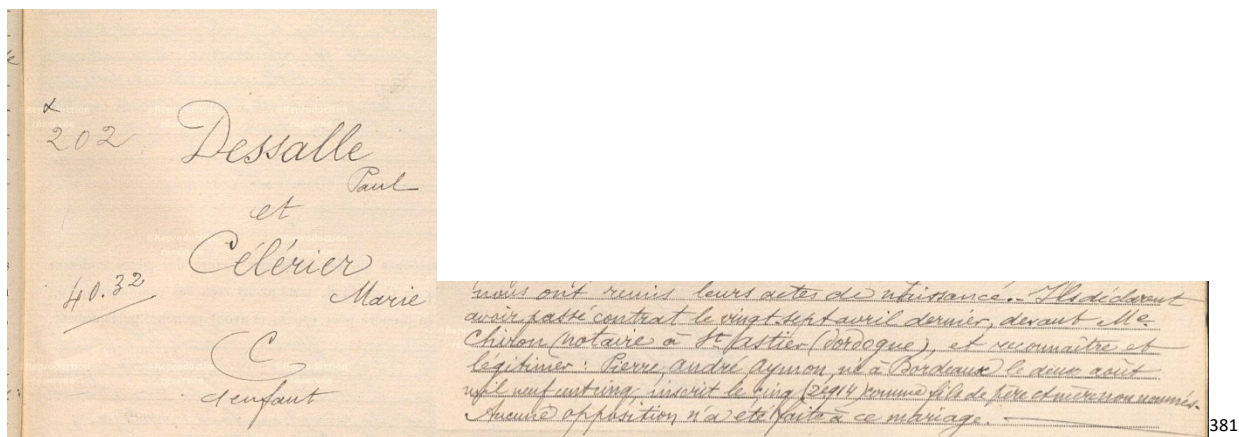 202
Dessalle
Paul
et
Célérier
40.32
Marie
C
1 enfant
nous ont remis leurs actes de naissance. - Ils déclarent
avoir passé contrat le vingt sept avril dernier, devant Me
Chiron (notaire à St Astier (Dordogne), et reconnaître et
légitimer : Pierre, André Aymon, né à Bordeaux le deux août
mil neuf cent cinq, inscrit le cinq (2e 914) comme fils de père et mère non nommés.
Aucune opposition n'a été faite à ce mariage.
381